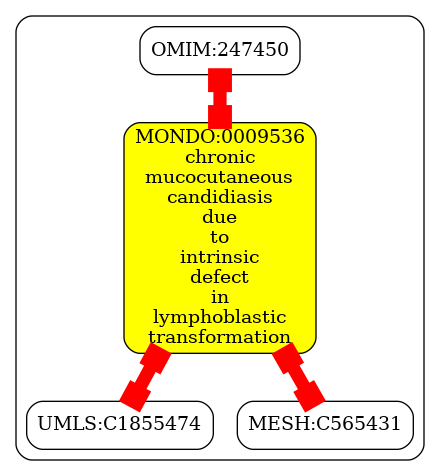 OMIM:247450
MONDO:0009536
chronic
mucocutaneous
candidiasis
due
to
intrinsic
defect
in
lymphoblastic
transformation
UMLS:C1855474
MESH:C565431